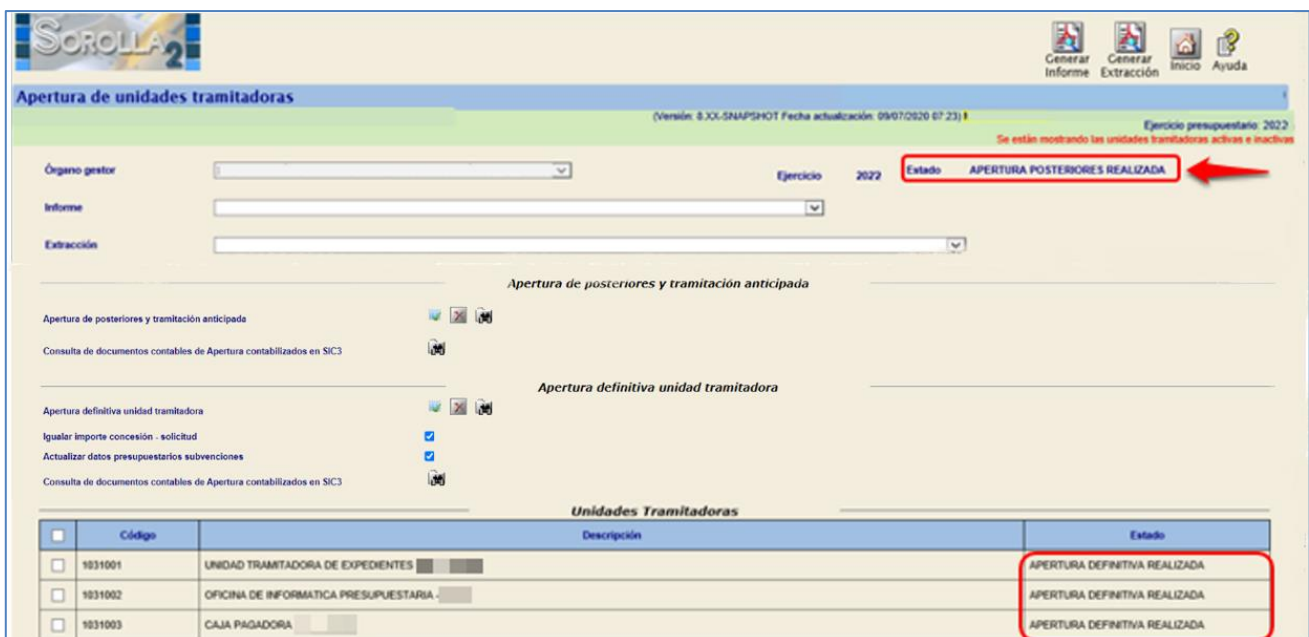 SOROLLA2
Generar Informe
Generar Extracción
Inicio
Ayuda
Apertura de unidades tramitadoras
(Versión: 8.XX-SNAPSHOT Fecha actualización: 09/07/2020 07:23) !
Ejercicio presupuestario: 2022
Se están mostrando las unidades tramitadoras activas e inactivas
Órgano gestor
Ejercicio 2022 Estado APERTURA POSTERIORES REALIZADA
Informe
Extracción
Apertura de posteriores y tramitación anticipada
Apertura de posteriores y tramitación anticipada
Consulta de documentos contables de Apertura contabilizados en SIC3
Apertura definitiva unidad tramitadora
Apertura definitiva unidad tramitadora
Igualar importe concesión - solicitud
Actualizar datos presupuestarios subvenciones
Consulta de documentos contables de Apertura contabilizados en SIC3
Unidades Tramitadoras
Código Descripción Estado
1031001 UNIDAD TRAMITADORA DE EXPEDIENTES APERTURA DEFINITIVA REALIZADA
1031002 OFICINA DE INFORMATICA PRESUPUESTARIA - APERTURA DEFINITIVA REALIZADA
1031003 CAJA PAGADORA APERTURA DEFINITIVA REALIZADA